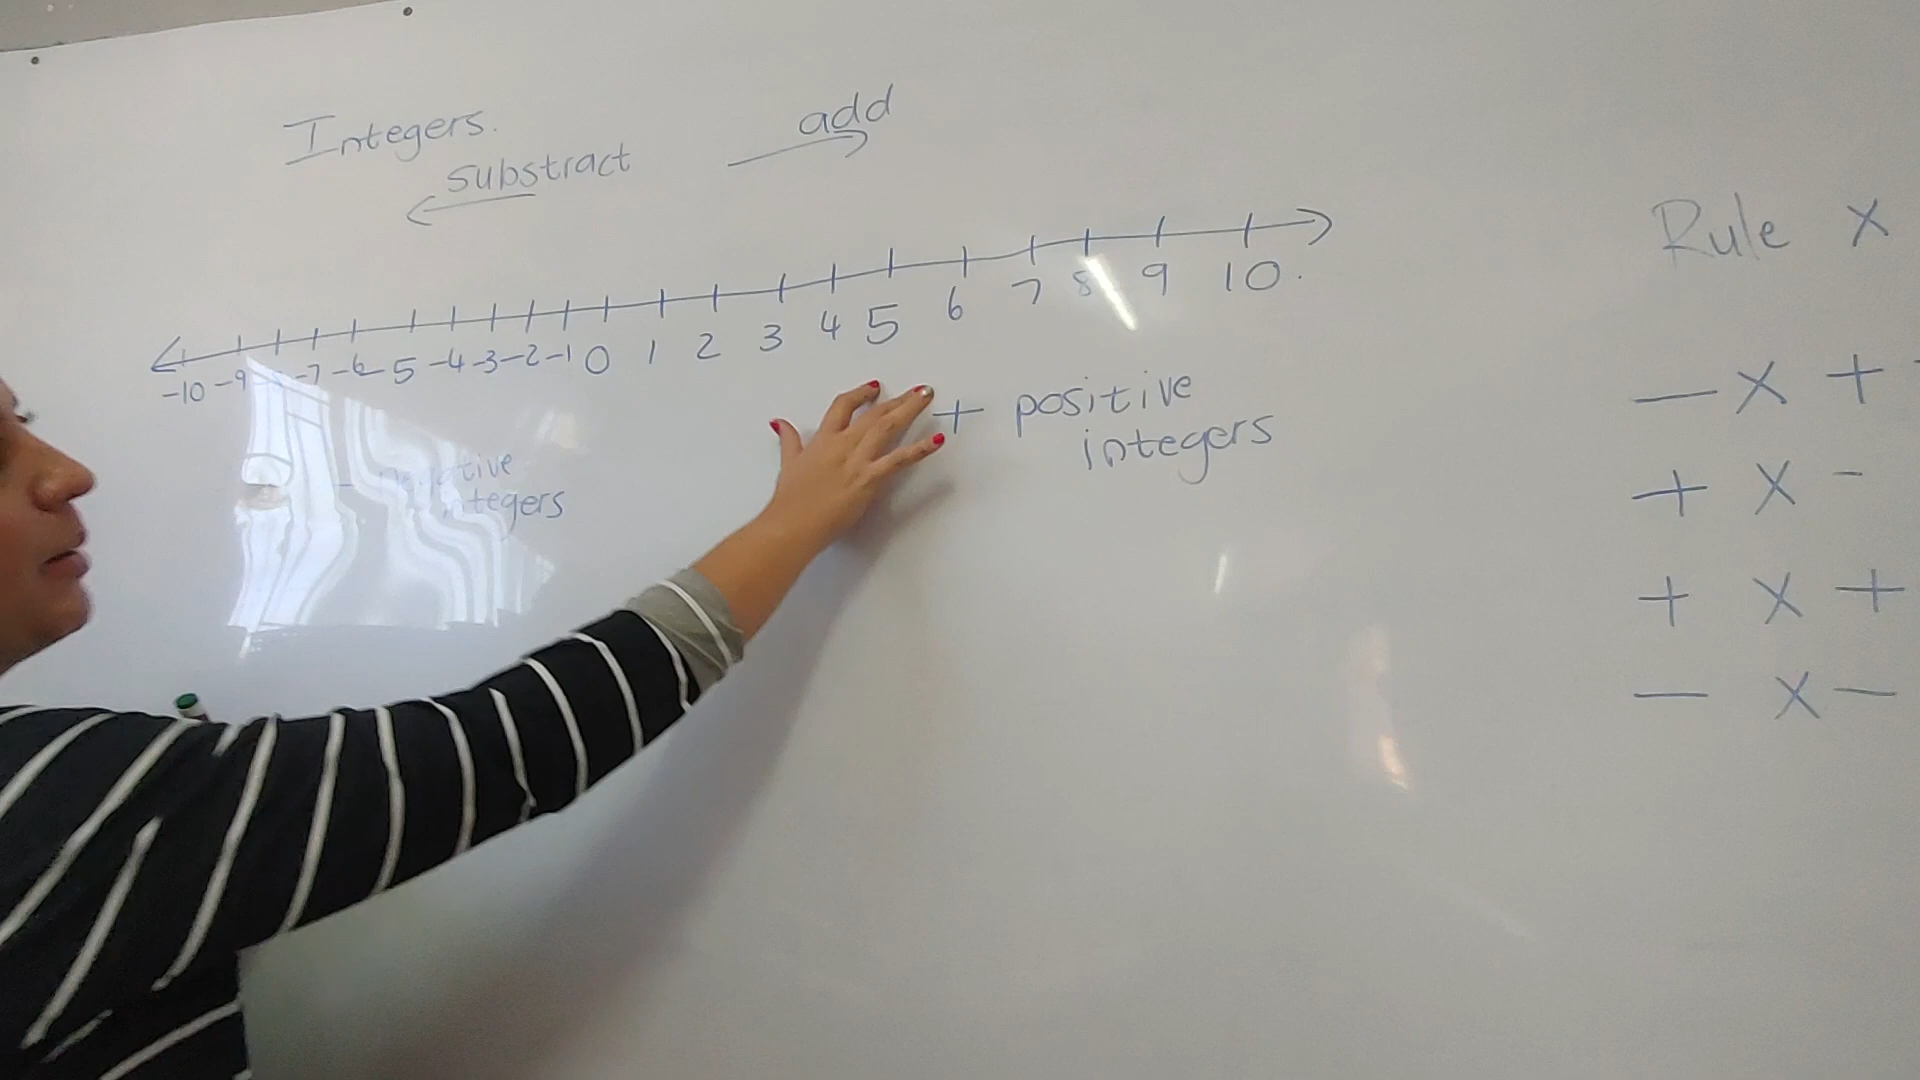 Integers.
add
substract
-10 -9 -7 -6 -5 -4 -3 -2 -1 0 1 2 3 4 5 6 7 8 9 10.
+ positive
integers
integers
Rule X
- X +
+ X -
+ X +
- X -